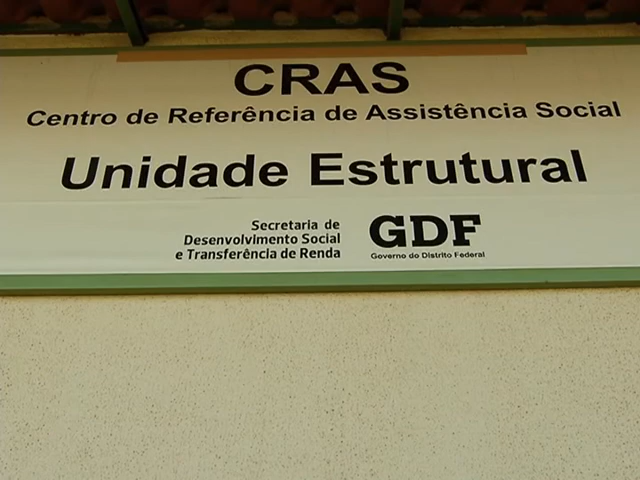 CRAS
Centro de Referência de Assistência Social
Unidade Estrutural
Secretaria de
Desenvolvimento Social
e Transferência de Renda
GDF
Governo do Distrito Federal